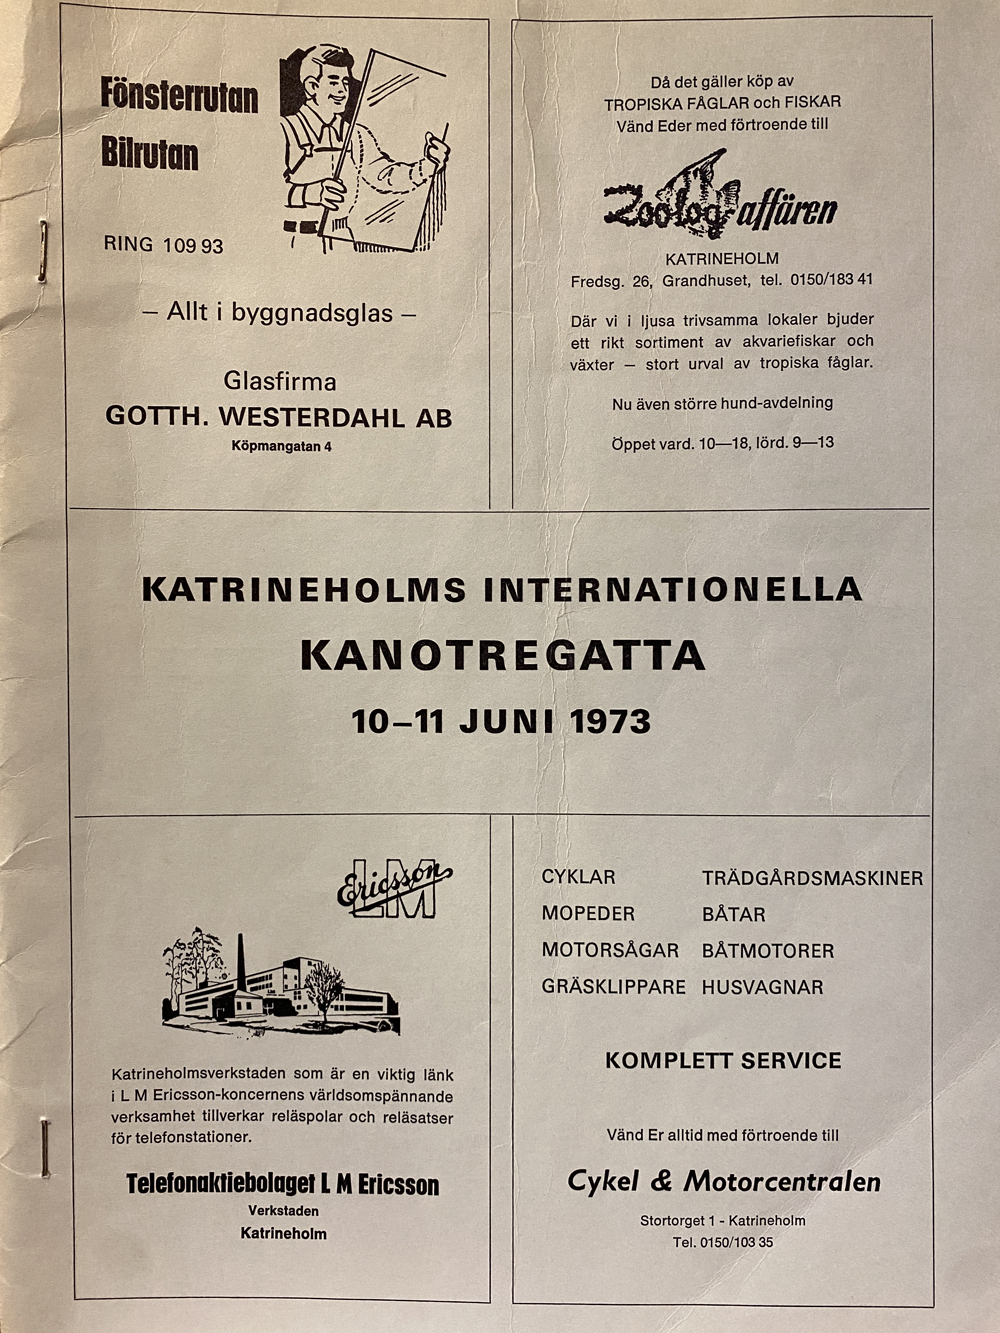 Fönsterrutan
Bilrutan
RING 109 93
– Allt i byggnadsglas –
Glasfirma
GOTTH. WESTERDAHL AB
Köpmangatan 4
Då det gäller köp av
TROPISKA FÅGLAR och FISKAR
Vänd Eder med förtroende till
Zoolog. affären
KATRINEHOLM
Fredsg. 26, Grandhuset, tel. 0150/183 41
Där vi i ljusa trivsamma lokaler bjuder
ett rikt sortiment av akvariefiskar och
växter — stort urval av tropiska fåglar.
Nu även större hund-avdelning
Öppet vard. 10—18, lörd. 9—13
KATRINEHOLMS INTERNATIONELLA
KANOTREGATTA
10–11 JUNI 1973
LM Ericsson
Katrineholmsverkstaden som är en viktig länk
i L M Ericsson-koncernens världsomspännande
verksamhet tillverkar reläspolar och reläsatser
för telefonstationer.
Telefonaktiebolaget L M Ericsson
Verkstaden
Katrineholm
CYKLAR TRÄDGÅRDSMASKINER
MOPEDER BÅTAR
MOTORSÅGAR BÅTMOTORER
GRÄSKLIPPARE HUSVAGNAR
KOMPLETT SERVICE
Vänd Er alltid med förtroende till
Cykel & Motorcentralen
Stortorget 1 - Katrineholm
Tel. 0150/103 35